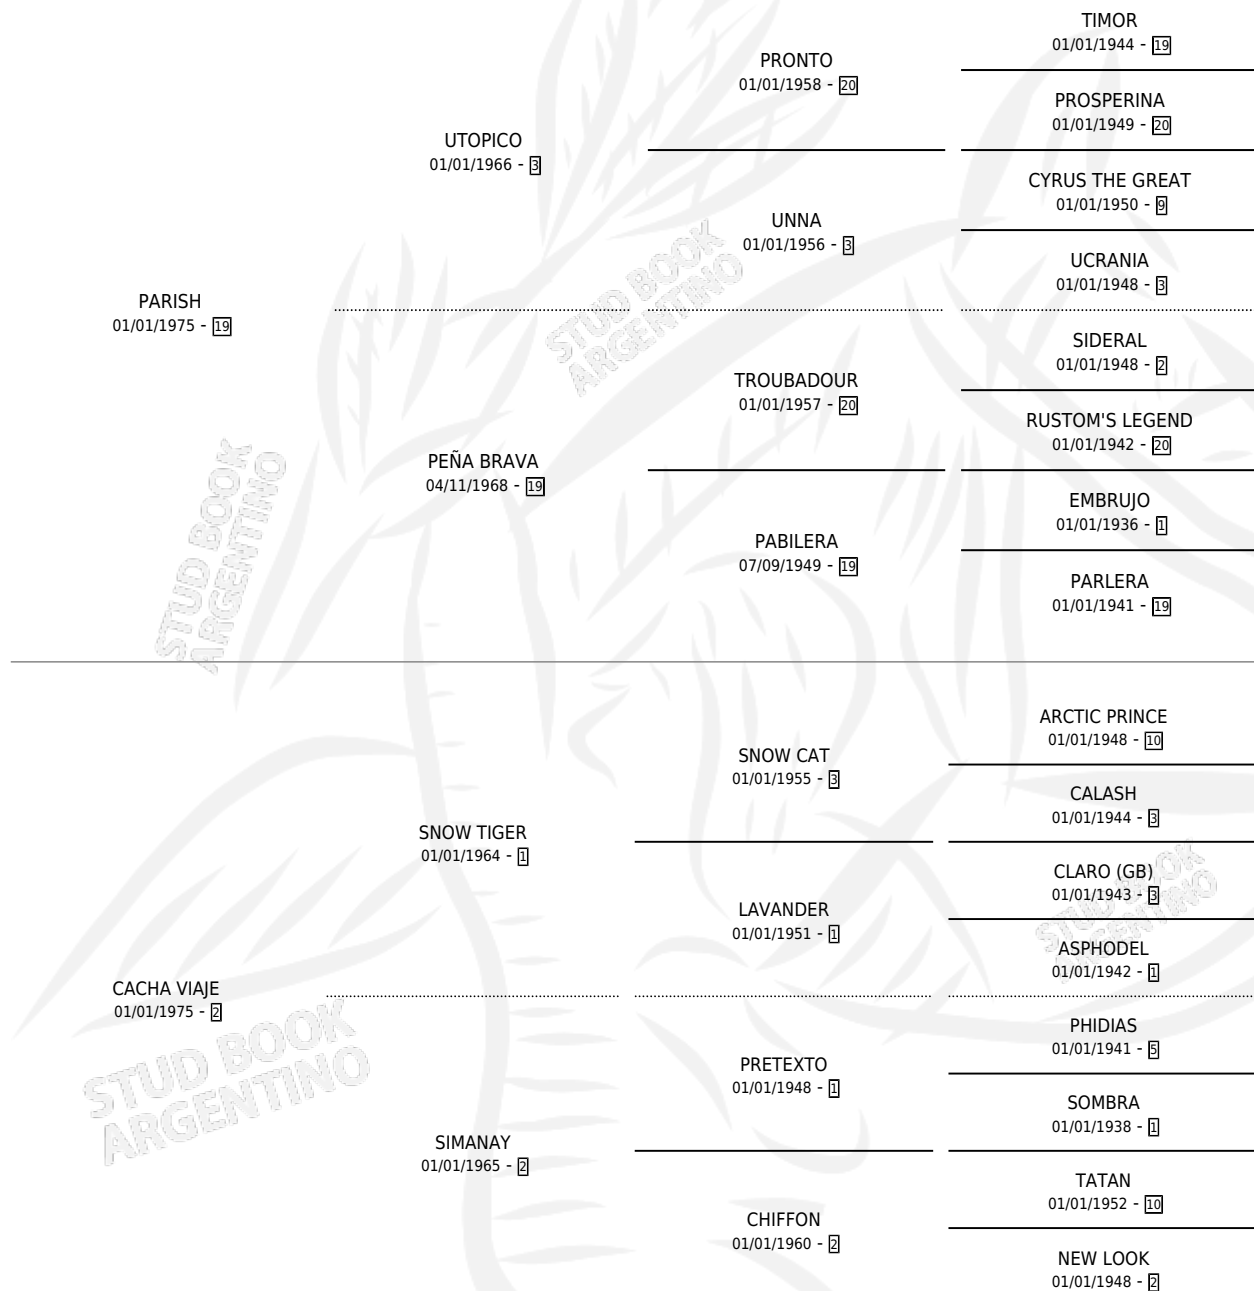 TIMOR
01/01/1944 - 19
PRONTO
01/01/1958 - 20
PROSPERINA
01/01/1949 - 20
UTOPICO
01/01/1966 - 3
CYRUS THE GREAT
01/01/1950 - 9
UNNA
01/01/1956 - 3
UCRANIA
01/01/1948 - 3
PARISH
01/01/1975 - 19
SIDERAL
01/01/1948 - 2
TROUBADOUR
01/01/1957 - 20
RUSTOM'S LEGEND
01/01/1942 - 20
PEÑA BRAVA
04/11/1968 - 19
EMBRUJO
01/01/1936 - 1
PABILERA
07/09/1949 - 19
PARLERA
01/01/1941 - 19
STUD BOOK
ARGENTINO
STUD BOOK
ARGENTINO
ARCTIC PRINCE
01/01/1948 - 10
SNOW CAT
01/01/1955 - 3
CALASH
01/01/1944 - 3
SNOW TIGER
01/01/1964 - 1
CLARO (GB)
01/01/1943 - 3
LAVANDER
01/01/1951 - 1
ASPHODEL
01/01/1942 - 1
CACHA VIAJE
01/01/1975 - 2
PHIDIAS
01/01/1941 - 5
PRETEXTO
01/01/1948 - 1
SOMBRA
01/01/1938 - 1
SIMANAY
01/01/1965 - 2
TATAN
01/01/1952 - 10
CHIFFON
01/01/1960 - 2
NEW LOOK
01/01/1948 - 2
STUD BOOK
ARGENTINO
STUD BOOK
ARGENTINO